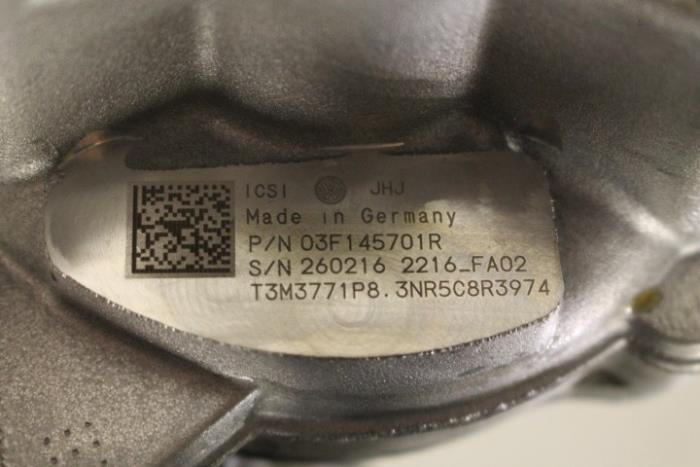 ICSI JHJ
Made in Germany
P/N 03F145701R
S/N 260216 2216_FA02
T3M3771P8.3NR5C8R3974